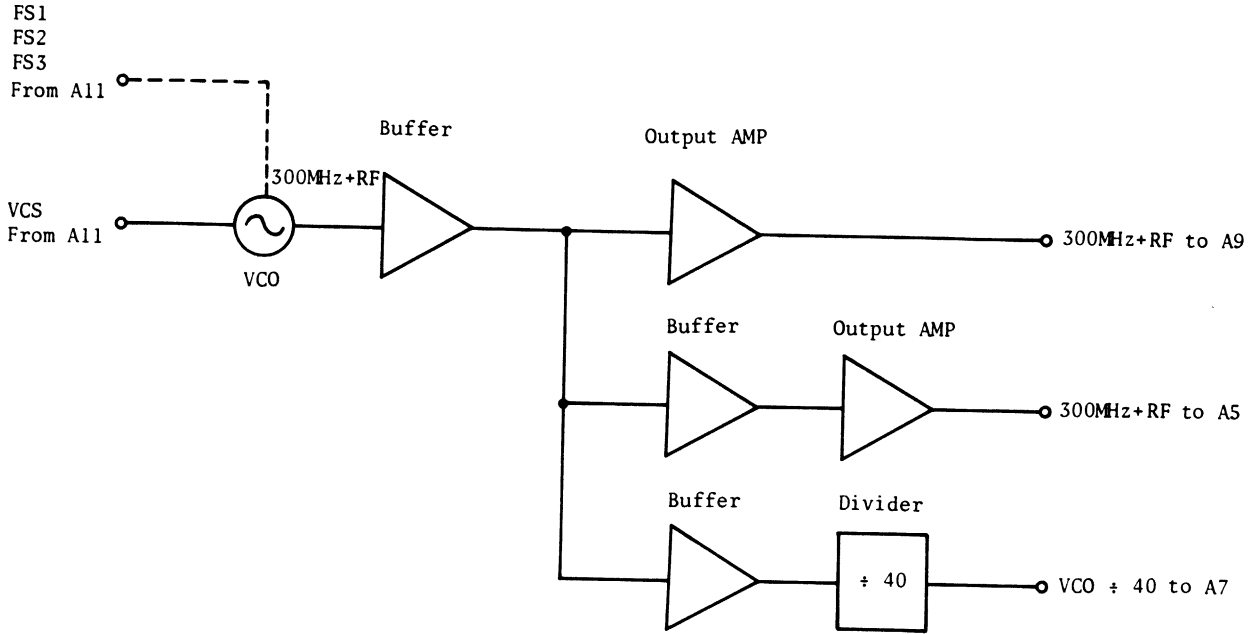 FS1
FS2
FS3
From A11
Buffer
Output AMP
300MHz+RF
VCS
From A11
VCO
300MHz+RF to A9
Buffer
Output AMP
300MHz+RF to A5
Buffer
Divider
÷ 40
VCO ÷ 40 to A7